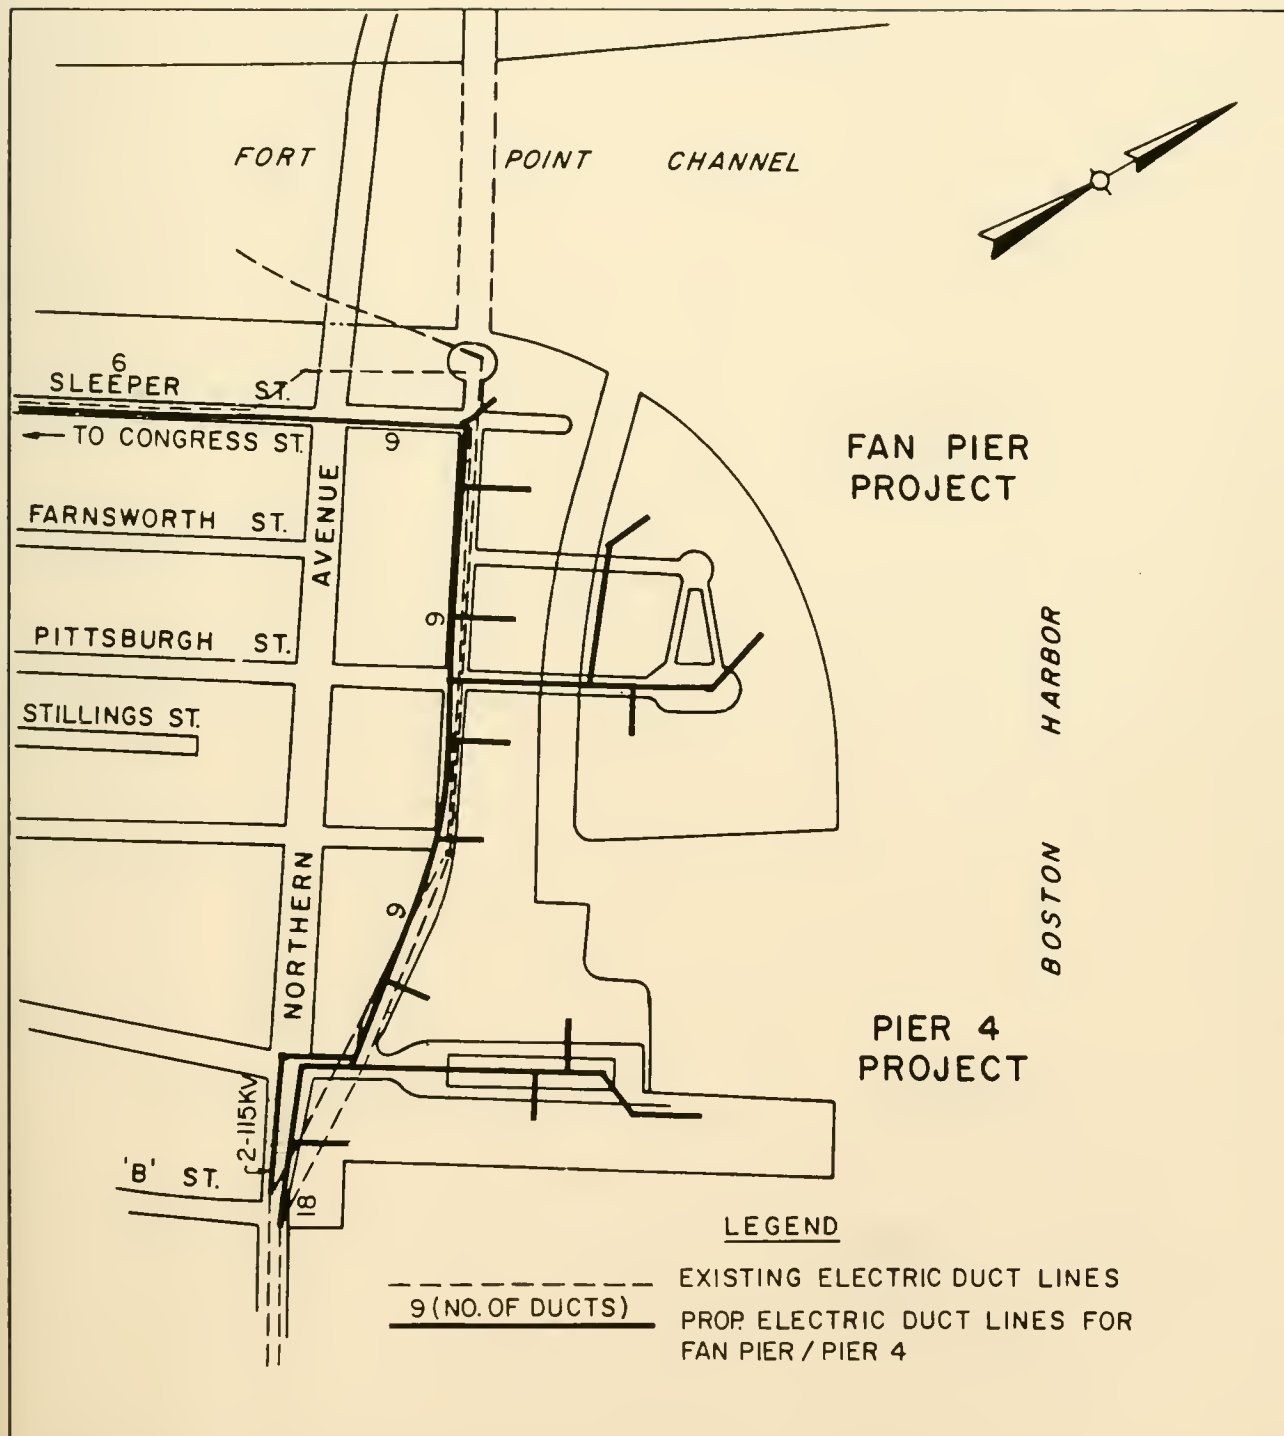 FORT POINT CHANNEL
6
SLEEPER ST.
TO CONGRESS ST.
9
FAN PIER
PROJECT
FARNSWORTH ST.
AVENUE
9
PITTSBURGH ST.
STILLINGS ST.
BOSTON HARBOR
NORTHERN
9
PIER 4
PROJECT
2-115KV
'B' ST.
18
LEGEND
EXISTING ELECTRIC DUCT LINES
9 (NO. OF DUCTS)
PROP. ELECTRIC DUCT LINES FOR
FAN PIER / PIER 4